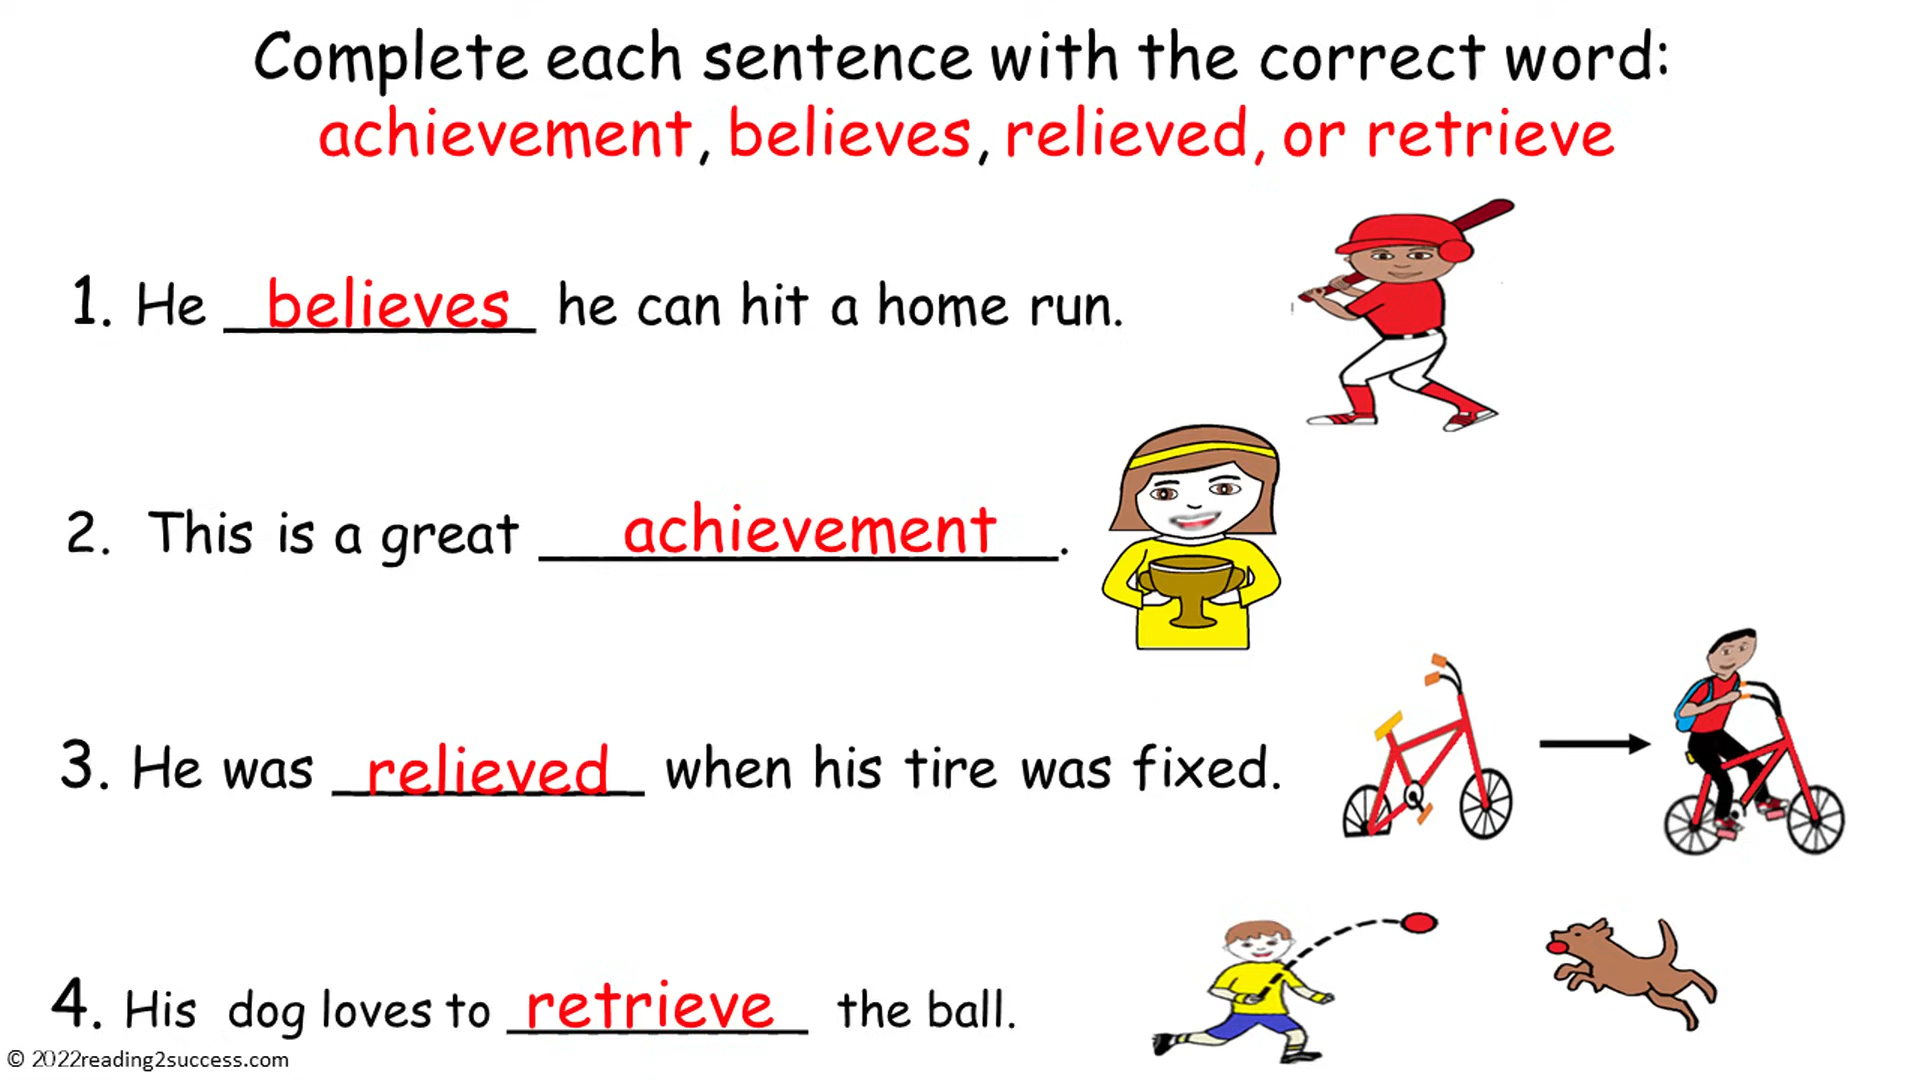 Complete each sentence with the correct word:
achievement, believes, relieved, or retrieve
1. He believes he can hit a home run.
2. This is a great achievement.
3. He was relieved when his tire was fixed.
4. His dog loves to retrieve the ball.
© 2022reading2success.com